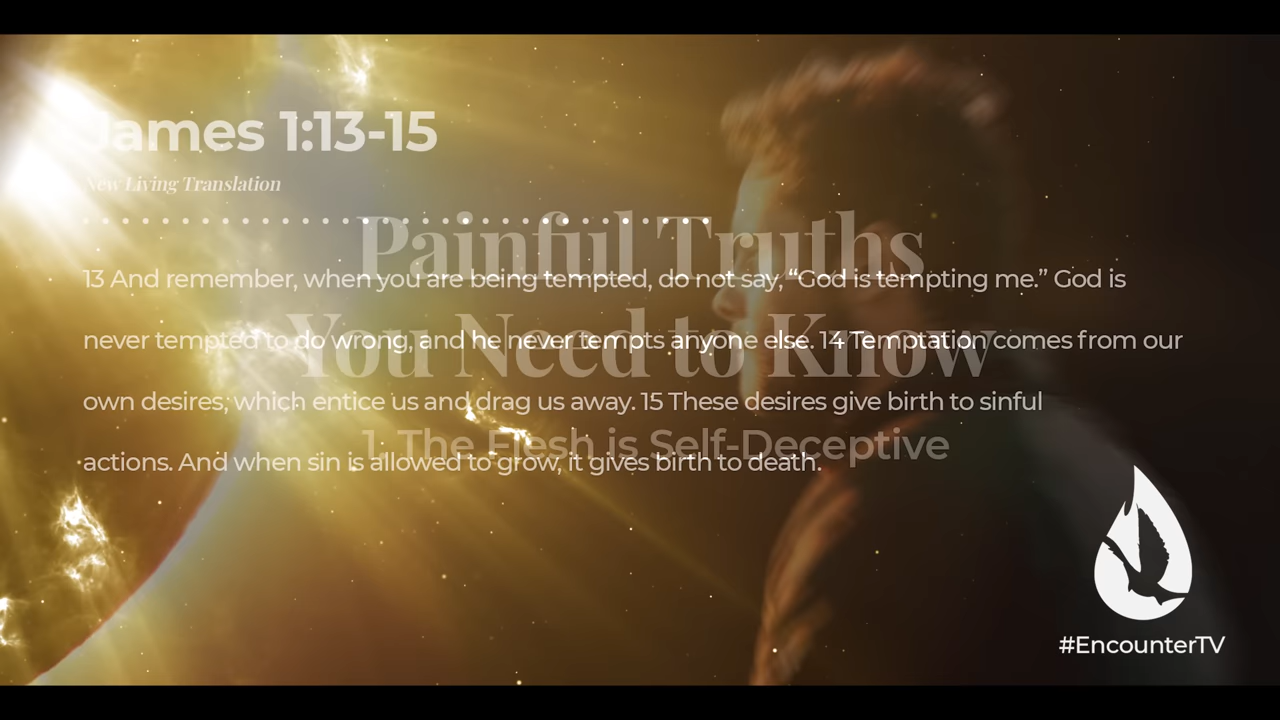 James 1:13-15
New Living Translation
Painful Truths
13 And remember, when you are being tempted, do not say, “God is tempting me.” God is
You Need to Know
never tempted to do wrong, and he never tempts anyone else. 14 Temptation comes from our
own desires, which entice us and drag us away. 15 These desires give birth to sinful
1. The Flesh is Self-Deceptive
actions. And when sin is allowed to grow, it gives birth to death.
#EncounterTV